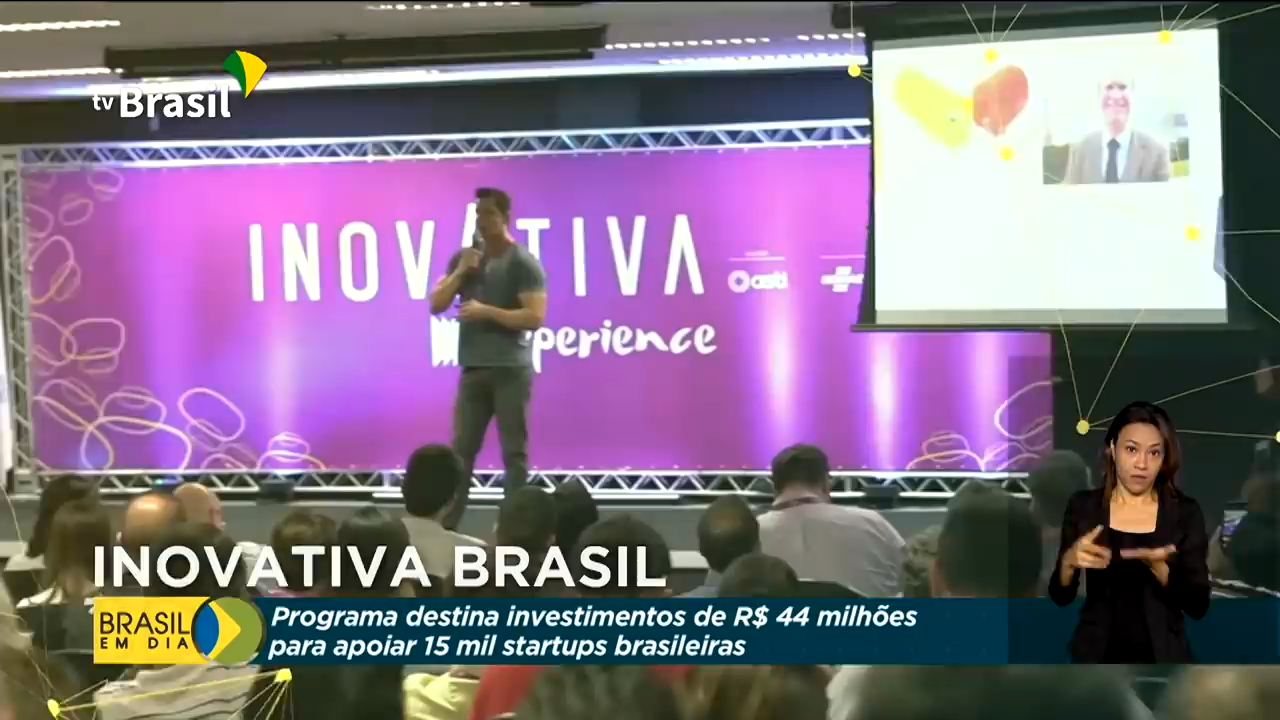 tv Brasil
INOVATIVA
xperience
INOVATIVA BRASIL
BRASIL
EM DIA
Programa destina investimentos de R$ 44 milhões
para apoiar 15 mil startups brasileiras